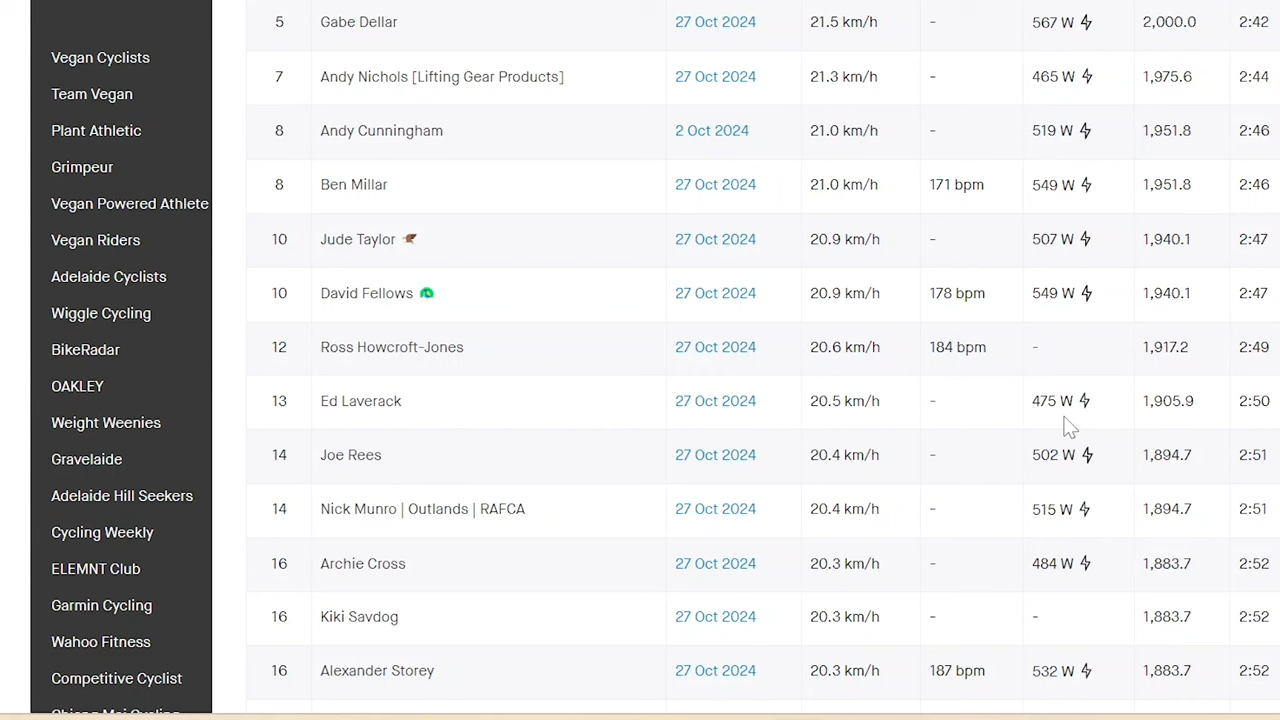 5 Gabe Dellar 27 Oct 2024 21.5 km/h - 567 W 2,000.0 2:42
Vegan Cyclists
7 Andy Nichols [Lifting Gear Products] 27 Oct 2024 21.3 km/h - 465 W 1,975.6 2:44
Team Vegan
Plant Athletic
8 Andy Cunningham 2 Oct 2024 21.0 km/h - 519 W 1,951.8 2:46
Grimpeur
8 Ben Millar 27 Oct 2024 21.0 km/h 171 bpm 549 W 1,951.8 2:46
Vegan Powered Athlete
Vegan Riders
10 Jude Taylor 27 Oct 2024 20.9 km/h - 507 W 1,940.1 2:47
Adelaide Cyclists
10 David Fellows 27 Oct 2024 20.9 km/h 178 bpm 549 W 1,940.1 2:47
Wiggle Cycling
BikeRadar
12 Ross Howcroft-Jones 27 Oct 2024 20.6 km/h 184 bpm - 1,917.2 2:49
OAKLEY
13 Ed Laverack 27 Oct 2024 20.5 km/h - 475 W 1,905.9 2:50
Weight Weenies
Gravelaide
14 Joe Rees 27 Oct 2024 20.4 km/h - 502 W 1,894.7 2:51
Adelaide Hill Seekers
14 Nick Munro | Outlands | RAFCA 27 Oct 2024 20.4 km/h - 515 W 1,894.7 2:51
Cycling Weekly
ELEMNT Club
16 Archie Cross 27 Oct 2024 20.3 km/h - 484 W 1,883.7 2:52
Garmin Cycling
16 Kiki Savdog 27 Oct 2024 20.3 km/h - - 1,883.7 2:52
Wahoo Fitness
16 Alexander Storey 27 Oct 2024 20.3 km/h 187 bpm 532 W 1,883.7 2:52
Competitive Cyclist